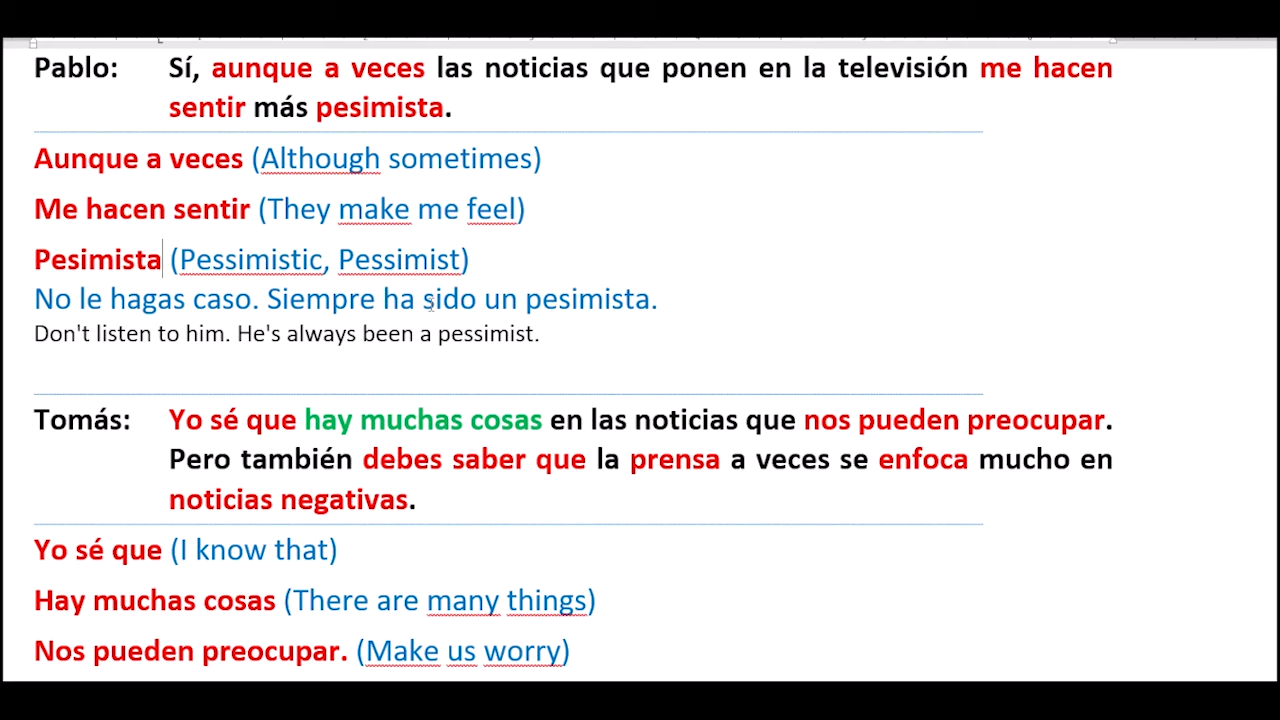 Pablo: Sí, aunque a veces las noticias que ponen en la televisión me hacen
sentir más pesimista.
Aunque a veces (Although sometimes)
Me hacen sentir (They make me feel)
Pesimista (Pessimistic, Pessimist)
No le hagas caso. Siempre ha sido un pesimista.
Don't listen to him. He's always been a pessimist.
Tomás: Yo sé que hay muchas cosas en las noticias que nos pueden preocupar.
Pero también debes saber que la prensa a veces se enfoca mucho en
noticias negativas.
Yo sé que (I know that)
Hay muchas cosas (There are many things)
Nos pueden preocupar. (Make us worry)